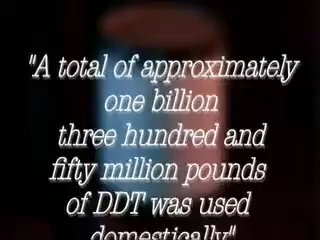 "A total of approximately
one billion
three hundred and
fifty million pounds
of DDT was used
domestically"